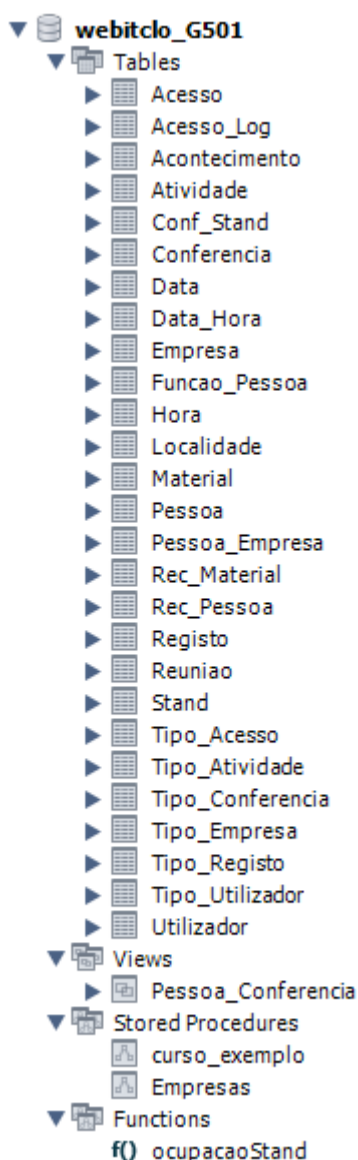 webitclo_G501
Tables
Acesso
Acesso_Log
Acontecimento
Atividade
Conf_Stand
Conferencia
Data
Data_Hora
Empresa
Funcao_Pessoa
Hora
Localidade
Material
Pessoa
Pessoa_Empresa
Rec_Material
Rec_Pessoa
Registo
Reuniao
Stand
Tipo_Acesso
Tipo_Atividade
Tipo_Conferencia
Tipo_Empresa
Tipo_Registo
Tipo_Utilizador
Utilizador
Views
Pessoa_Conferencia
Stored Procedures
curso_exemplo
Empresas
Functions
f() ocupacaoStand